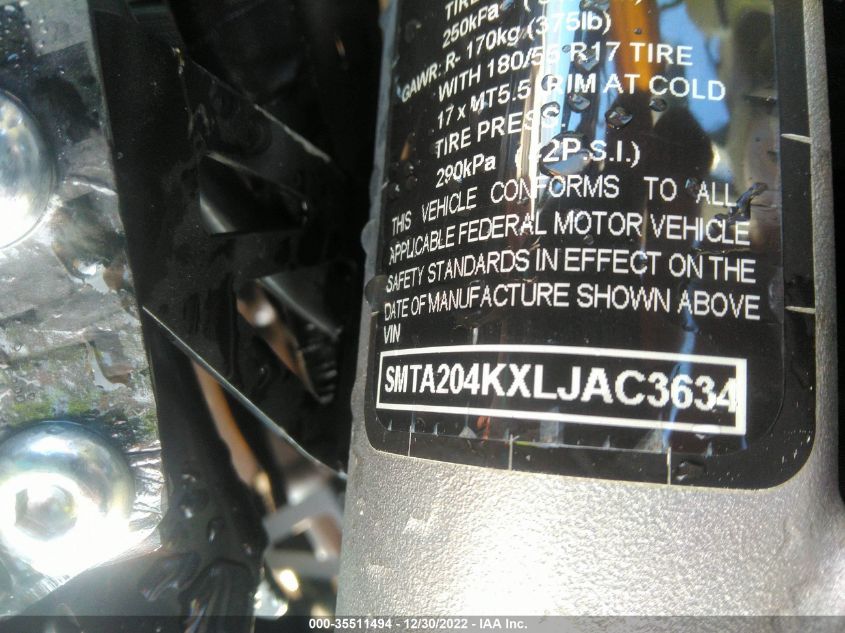 TIRE
250kPa
GAWR: R- 170kg (375lb)
WITH 180/55 R17 TIRE
17 x MT5.5 RIM AT COLD
TIRE PRESS.
290kPa (42P.S.I.)
THIS VEHICLE CONFORMS TO ALL
APPLICABLE FEDERAL MOTOR VEHICLE
SAFETY STANDARDS IN EFFECT ON THE
DATE OF MANUFACTURE SHOWN ABOVE
VIN
SMTA204KXLJAC3634
000-35511494 - 12/30/2022 - IAA Inc.